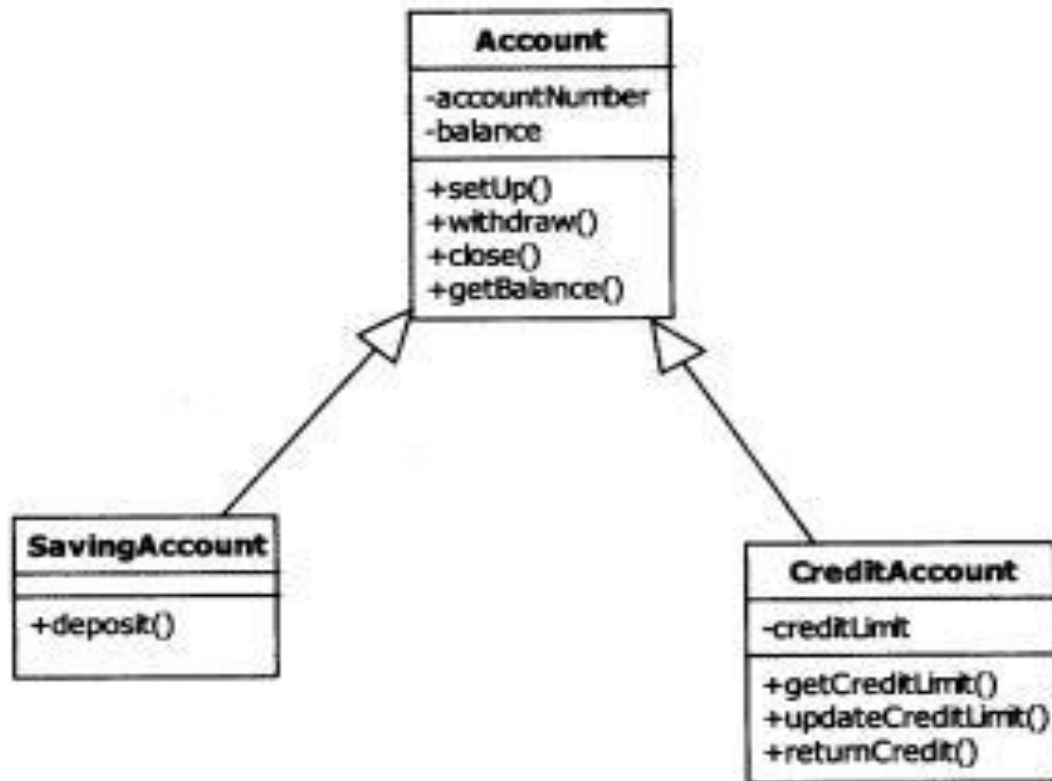 Account
-accountNumber
-balance
+setUp()
+withdraw()
+close()
+getBalance()
SavingAccount
+deposit()
CreditAccount
-creditLimit
+getCreditLimit()
+updateCreditLimit()
+returnCredit()